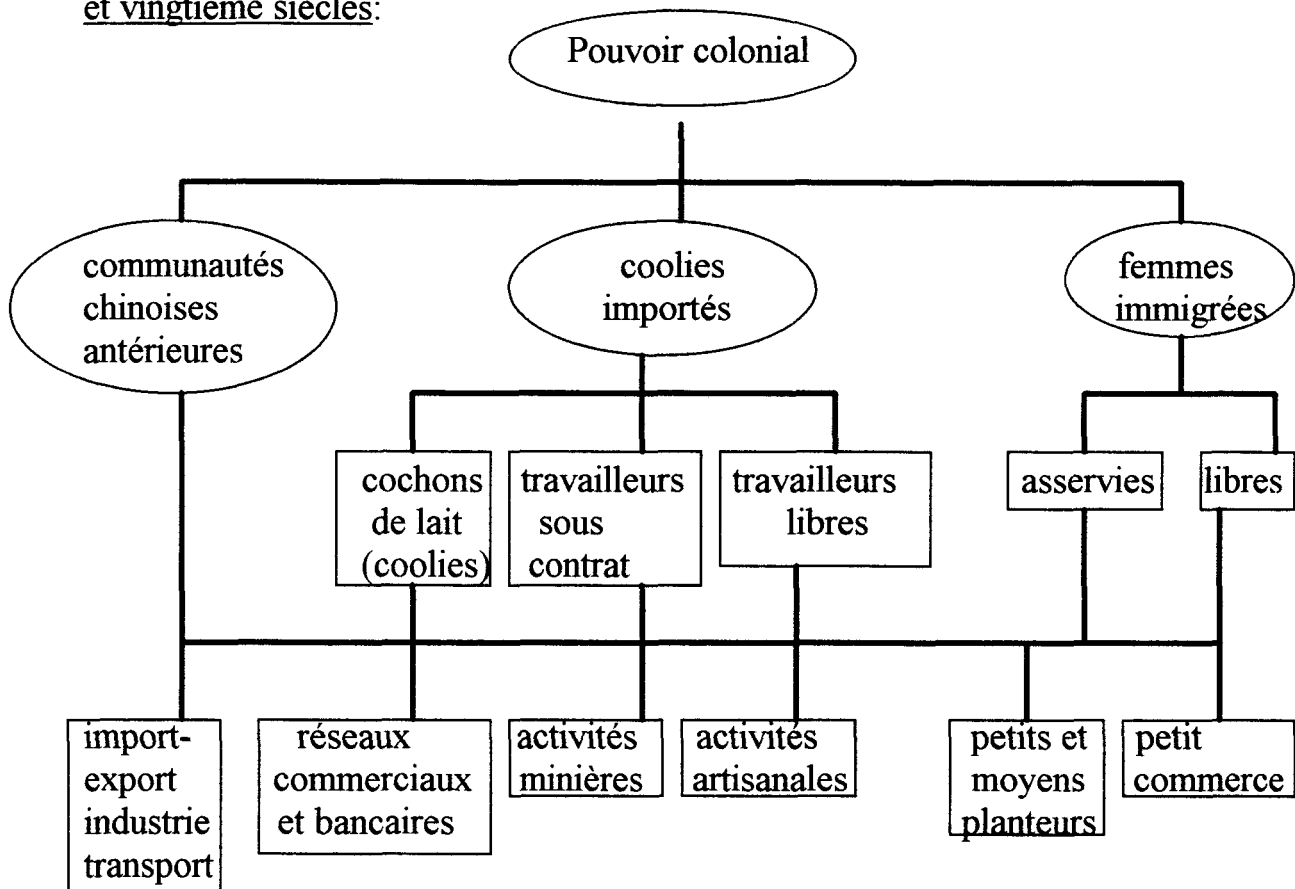 et vingtième siècles:
Pouvoir colonial
communautés
chinoises
antérieures
coolies
importés
femmes
immigrées
cochons
de lait
(coolies)
travailleurs
sous
contrat
travailleurs
libres
asservies
libres
import-
export
industrie
transport
réseaux
commerciaux
et bancaires
activités
minières
activités
artisanales
petits et
moyens
planteurs
petit
commerce